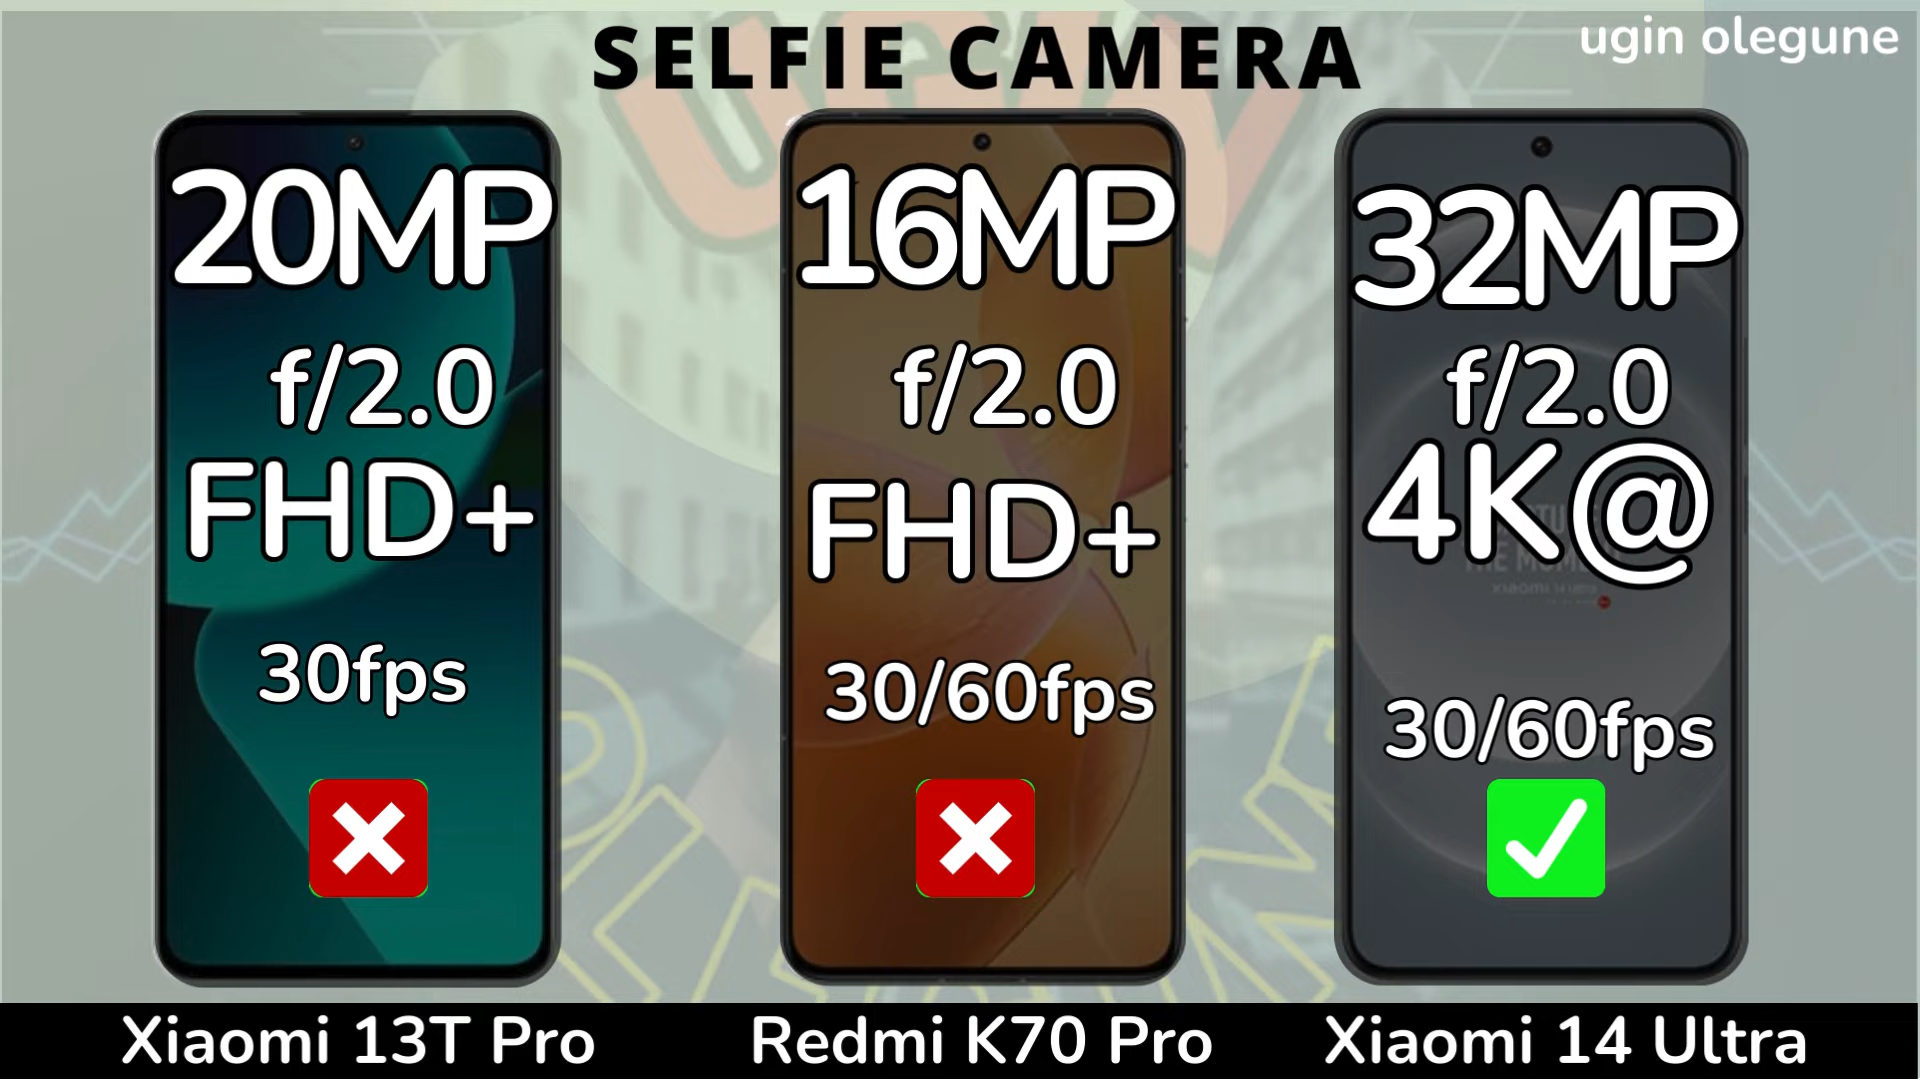 SELFIE CAMERA
ugin olegune
20MP
f/2.0
FHD+
30fps
16MP
f/2.0
FHD+
30/60fps
32MP
f/2.0
4K@
30/60fps
Xiaomi 13T Pro
Redmi K70 Pro
Xiaomi 14 Ultra